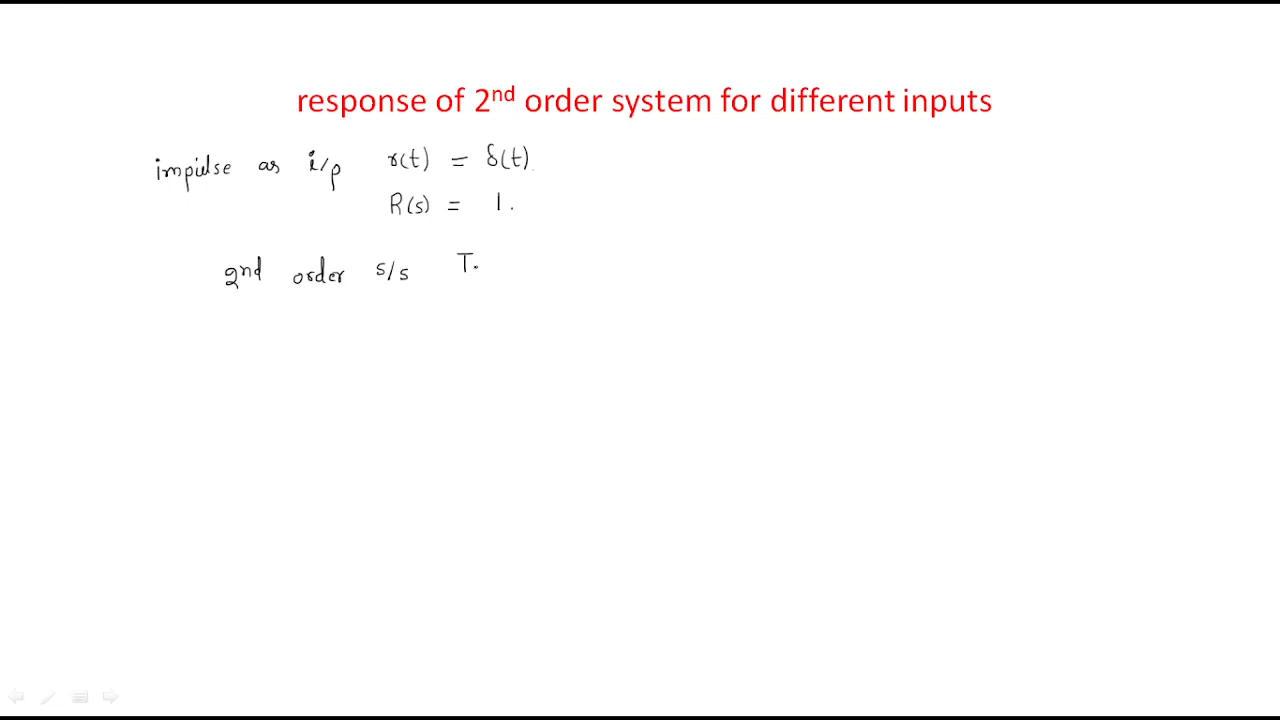 response of 2nd order system for different inputs
impulse as i/p r(t) = δ(t).
R(s) = 1.
2nd order s/s T.